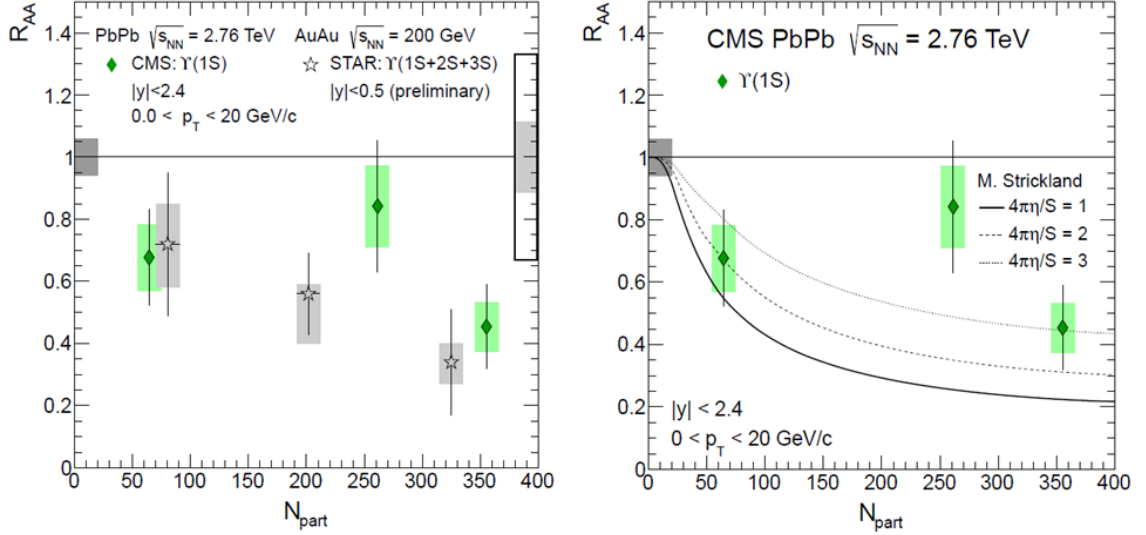 PbPb √s_NN = 2.76 TeV AuAu √s_NN = 200 GeV
CMS: ϒ(1S) STAR: ϒ(1S+2S+3S)
|y|<2.4 |y|<0.5 (preliminary)
0.0 < p_T < 20 GeV/c
R_AA
1.4
1.2
1
0.8
0.6
0.4
0.2
0
0 50 100 150 200 250 300 350 400
N_part
CMS PbPb √s_NN = 2.76 TeV
ϒ(1S)
M. Strickland
4πη/S = 1
4πη/S = 2
4πη/S = 3
|y| < 2.4
0 < p_T < 20 GeV/c
R_AA
1.4
1.2
1
0.8
0.6
0.4
0.2
0
0 50 100 150 200 250 300 350 400
N_part